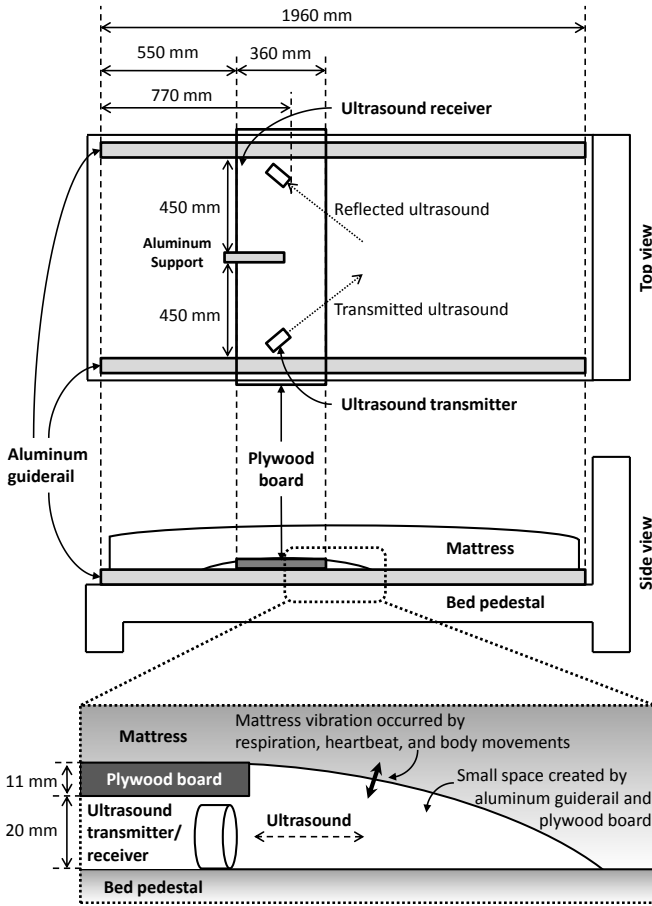 1960 mm
550 mm
360 mm
770 mm
Ultrasound receiver
450 mm
Reflected ultrasound
Aluminum
Support
450 mm
Transmitted ultrasound
Top view
Ultrasound transmitter
Aluminum
guiderail
Plywood
board
Mattress
Side view
Bed pedestal
Mattress
Mattress vibration occurred by
respiration, heartbeat, and body movements
11 mm
Plywood board
Small space created by
aluminum guiderail and
plywood board
20 mm
Ultrasound
transmitter/
receiver
Ultrasound
Bed pedestal